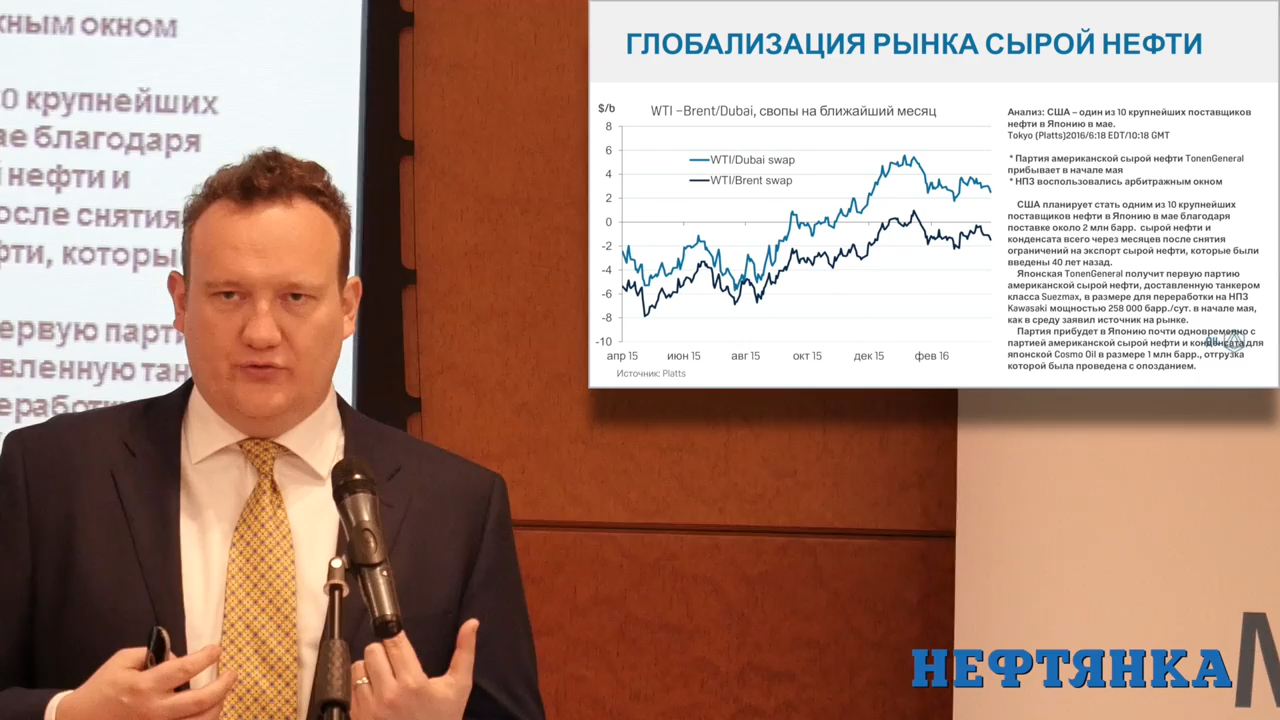 жным окном
0 крупнейших
ае благодаря
й нефти и
осле снятия
фти, которы
ервую парти
вленную тан
ереработк
ГЛОБАЛИЗАЦИЯ РЫНКА СЫРОЙ НЕФТИ
$/b
WTI –Brent/Dubai, свопы на ближайший месяц
8
6
4
2
0
-2
-4
-6
-8
-10
WTI/Dubai swap
WTI/Brent swap
апр 15 июн 15 авг 15 окт 15 дек 15 фев 16
Источник: Platts
Анализ: США – один из 10 крупнейших поставщиков
нефти в Японию в мае.
Tokyo (Platts)2016/6:18 EDT/10:18 GMT
* Партия американской сырой нефти TonenGeneral
прибывает в начале мая
* НПЗ воспользовались арбитражным окном
США планирует стать одним из 10 крупнейших
поставщиков нефти в Японию в мае благодаря
поставке около 2 млн барр. сырой нефти и
конденсата всего через месяцев после снятия
ограничений на экспорт сырой нефти, которые были
введены 40 лет назад.
Японская TonenGeneral получит первую партию
американской сырой нефти, доставленную танкером
класса Suezmax, в размере для переработки на НПЗ
Kawasaki мощностью 258 000 барр./сут. в начале мая,
как в среду заявил источник на рынке.
Партия прибудет в Японию почти одновременно с
партией американской сырой нефти и конденсата для
японской Cosmo Oil в размере 1 млн барр., отгрузка
которой была проведена с опозданием.
НЕФТЯНКА